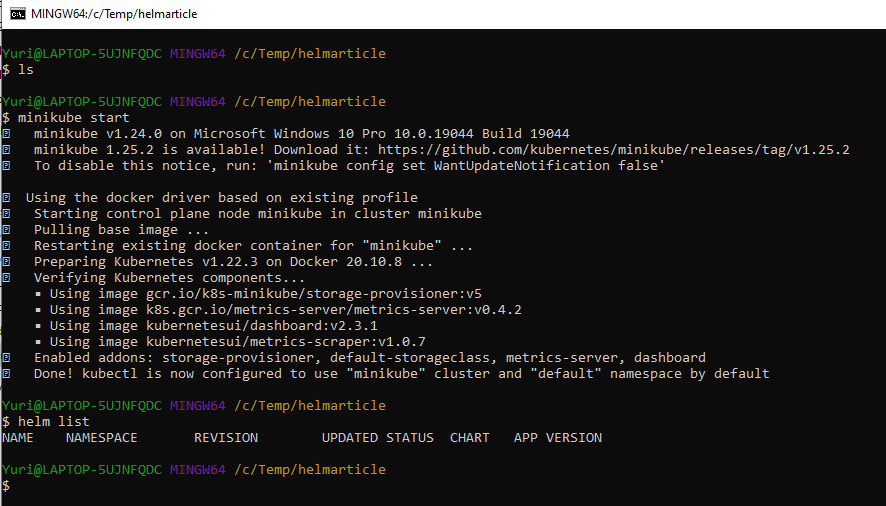 MINGW64:/c/Temp/helmarticle
Yuri@LAPTOP-5UJNFQDC MINGW64 /c/Temp/helmarticle
$ ls
Yuri@LAPTOP-5UJNFQDC MINGW64 /c/Temp/helmarticle
$ minikube start
minikube v1.24.0 on Microsoft Windows 10 Pro 10.0.19044 Build 19044
minikube 1.25.2 is available! Download it: https://github.com/kubernetes/minikube/releases/tag/v1.25.2
To disable this notice, run: 'minikube config set WantUpdateNotification false'
Using the docker driver based on existing profile
Starting control plane node minikube in cluster minikube
Pulling base image ...
Restarting existing docker container for "minikube" ...
Preparing Kubernetes v1.22.3 on Docker 20.10.8 ...
Verifying Kubernetes components...
▪ Using image gcr.io/k8s-minikube/storage-provisioner:v5
▪ Using image k8s.gcr.io/metrics-server/metrics-server:v0.4.2
▪ Using image kubernetesui/dashboard:v2.3.1
▪ Using image kubernetesui/metrics-scraper:v1.0.7
Enabled addons: storage-provisioner, default-storageclass, metrics-server, dashboard
Done! kubectl is now configured to use "minikube" cluster and "default" namespace by default
Yuri@LAPTOP-5UJNFQDC MINGW64 /c/Temp/helmarticle
$ helm list
NAME    NAMESPACE       REVISION        UPDATED STATUS  CHART   APP VERSION
Yuri@LAPTOP-5UJNFQDC MINGW64 /c/Temp/helmarticle
$